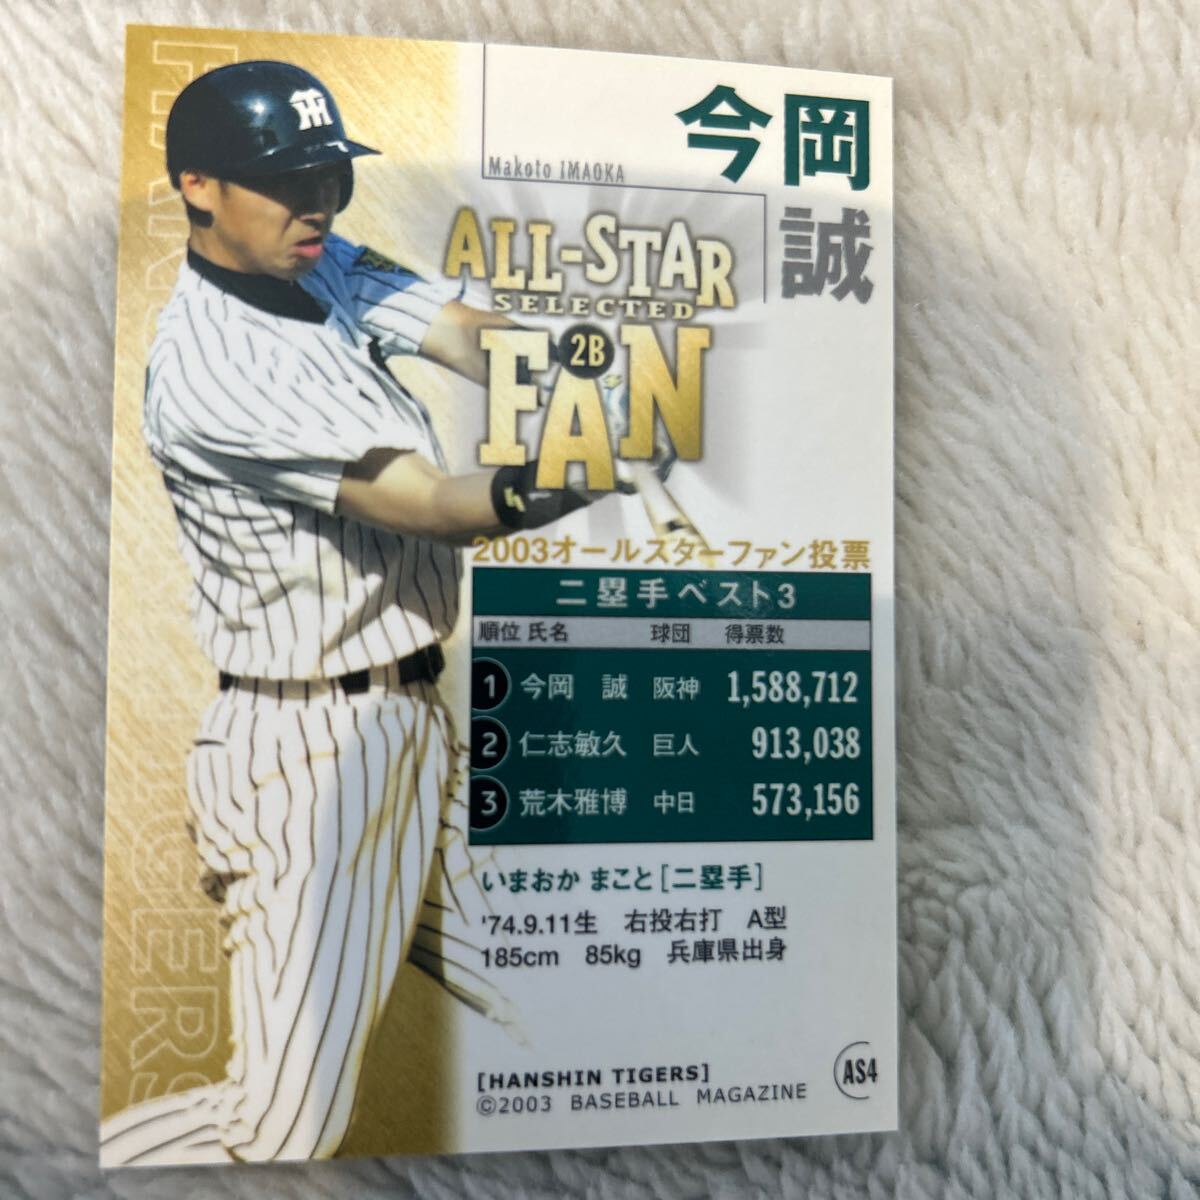 HANSHIN TIGERS
今岡
誠
Makoto IMAOKA
ALL-STAR
SELECTED
FAN
2B
2003オールスターファン投票
二塁手ベスト3
順位 氏名 球団 得票数
1 今岡 誠 阪神 1,588,712
2 仁志敏久 巨人 913,038
3 荒木雅博 中日 573,156
いまおか まこと[二塁手]
'74.9.11生 右投右打 A型
185cm 85kg 兵庫県出身
[HANSHIN TIGERS]
©2003 BASEBALL MAGAZINE
AS4